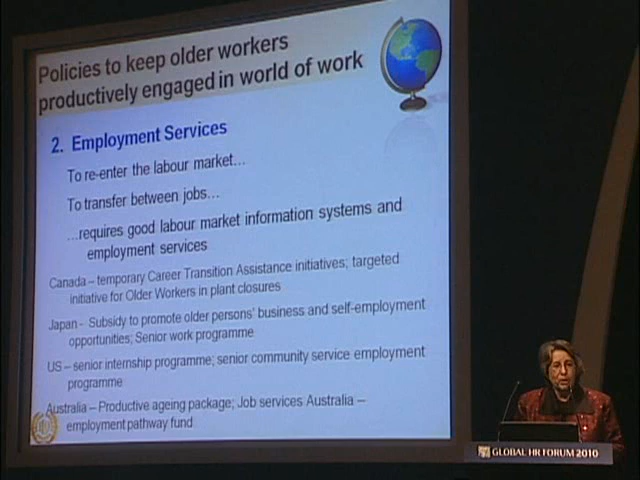 Policies to keep older workers
productively engaged in world of work
2. Employment Services
To re-enter the labour market…
To transfer between jobs…
…requires good labour market information systems and
employment services
Canada – temporary Career Transition Assistance initiatives; targeted
initiative for Older Workers in plant closures
Japan - Subsidy to promote older persons' business and self-employment
opportunities; Senior work programme
US – senior internship programme; senior community service employment
programme
Australia – Productive ageing package; Job services Australia –
employment pathway fund
GLOBAL HR FORUM 2010